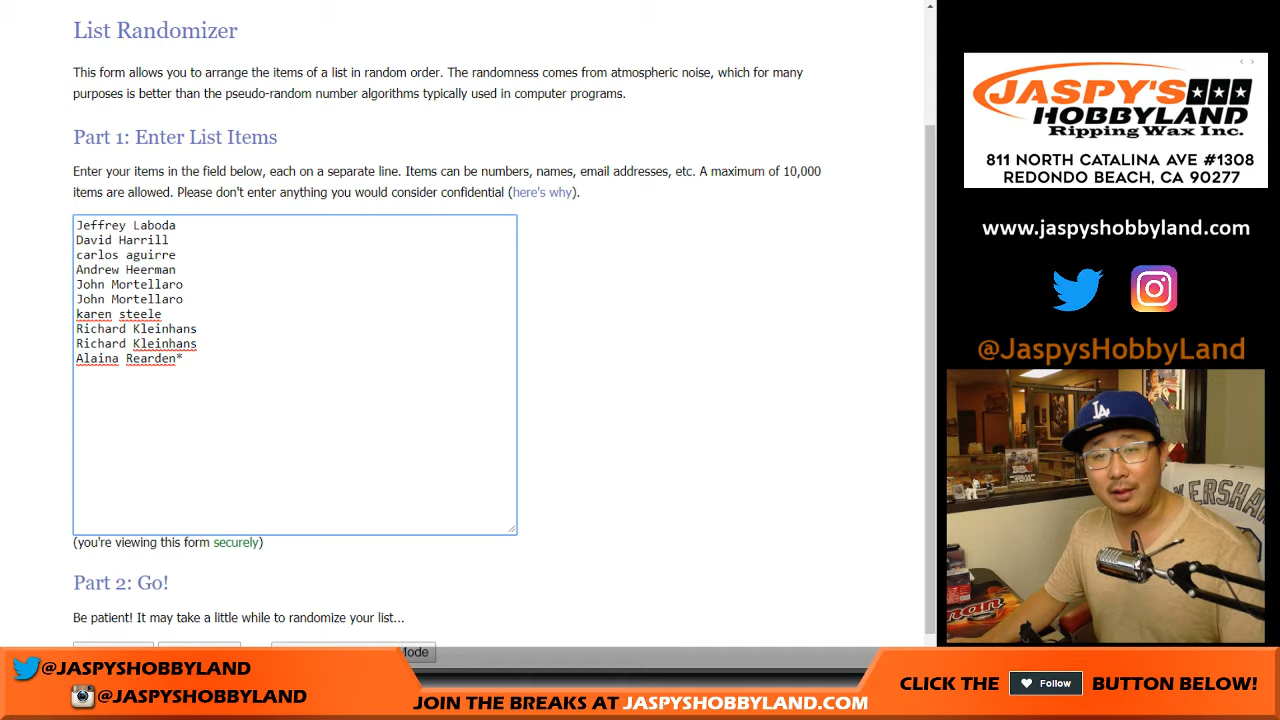 List Randomizer
This form allows you to arrange the items of a list in random order. The randomness comes from atmospheric noise, which for many
purposes is better than the pseudo-random number algorithms typically used in computer programs.
Part 1: Enter List Items
Enter your items in the field below, each on a separate line. Items can be numbers, names, email addresses, etc. A maximum of 10,000
items are allowed. Please don't enter anything you would consider confidential (here's why).
Jeffrey Laboda
David Harrill
carlos aguirre
Andrew Heerman
John Mortellaro
John Mortellaro
karen steele
Richard Kleinhans
Richard Kleinhans
Alaina Rearden*
(you're viewing this form securely)
Part 2: Go!
Be patient! It may take a little while to randomize your list...
Mode
JASPY'S
HOBBYLAND
Ripping Wax Inc.
811 NORTH CATALINA AVE #1308
REDONDO BEACH, CA 90277
www.jaspyshobbyland.com
@JaspysHobbyLand
LA
KERSHA
@JASPYSHOBBYLAND
@JASPYSHOBBYLAND
JOIN THE BREAKS AT JASPYSHOBBYLAND.COM
CLICK THE Follow BUTTON BELOW!